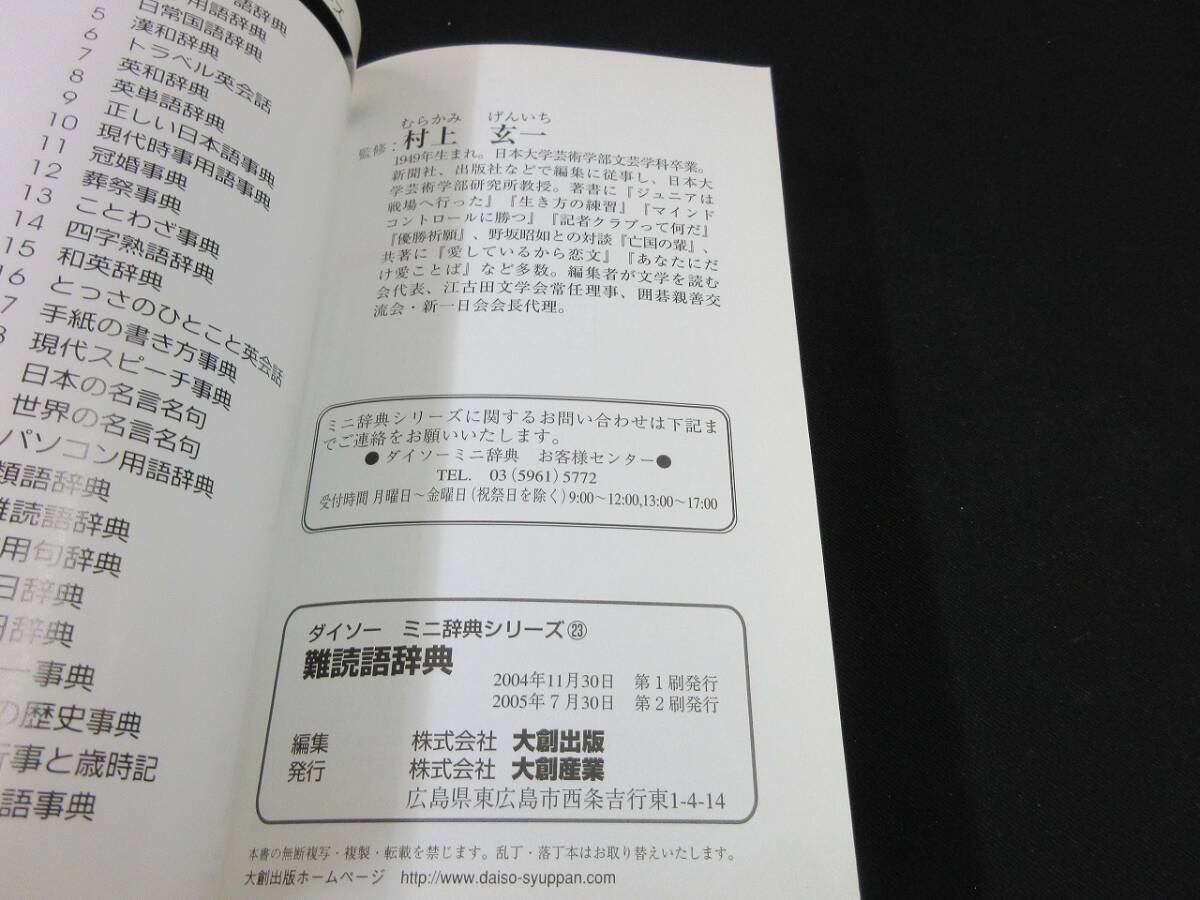 語辞典
用語辞典
日常国語辞典
5 漢和辞典
6 トラベル英会話
7 英和辞典
8 英単語辞典
9 正しい日本語事典
10 現代時事用語事典
11 冠婚事典
12 葬祭事典
13 ことわざ事典
14 四字熟語辞典
15 和英辞典
16 とっさのひとこと英会話
7 手紙の書き方事典
8 現代スピーチ事典
日本の名言名句
世界の名言名句
パソコン用語辞典
類語辞典
難読語辞典
用句辞典
日辞典
辞典
一事典
の歴史事典
行事と歳時記
語事典
むらかみ げんいち
監修:村上 玄一
1949年生まれ。日本大学芸術学部文芸学科卒業。
新聞社、出版社などで編集に従事し、日本大
学芸術学部研究所教授。著書に『ジュニアは
戦場へ行った』『生き方の練習』『マインド
コントロールに勝つ』『記者クラブって何だ』
『優勝祈願』、野坂昭如との対談『亡国の輩』、
共著に『愛しているから恋文』『あなたにだ
け愛ことば』など多数。編集者が文学を読む
会代表、江古田文学会常任理事、囲碁親善交
流会・新一日会会長代理。
ミニ辞典シリーズに関するお問い合わせは下記ま
でご連絡をお願いいたします。
●ダイソーミニ辞典 お客様センター●
TEL. 03(5961)5772
受付時間 月曜日~金曜日(祝祭日を除く)9:00~12:00,13:00~17:00
ダイソー ミニ辞典シリーズ㉓
難読語辞典
2004年11月30日 第1刷発行
2005年7月30日 第2刷発行
編集 株式会社 大創出版
発行 株式会社 大創産業
広島県東広島市西条吉行東1-4-14
本書の無断複写・複製・転載を禁じます。乱丁・落丁本はお取り替えいたします。
大創出版ホームページ http://www.daiso-syuppan.com